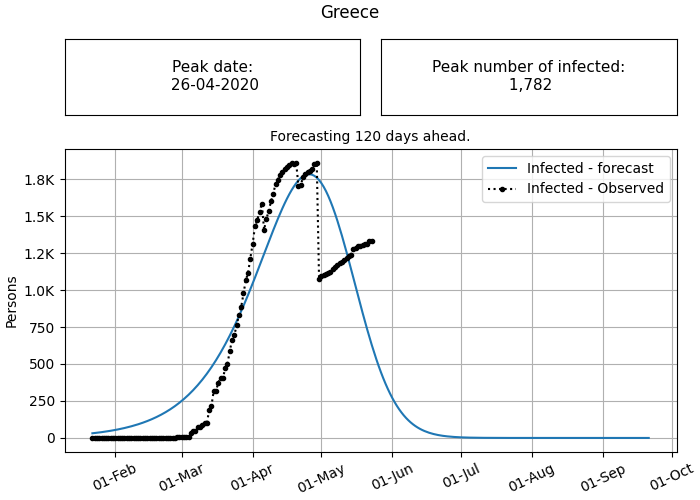 Greece
Peak date:
26-04-2020
Peak number of infected:
1,782
Forecasting 120 days ahead.
Infected - forecast
Infected - Observed
Persons
1.8K
1.5K
1.2K
1.0K
750
500
250
0
01-Feb
01-Mar
01-Apr
01-May
01-Jun
01-Jul
01-Aug
01-Sep
01-Oct